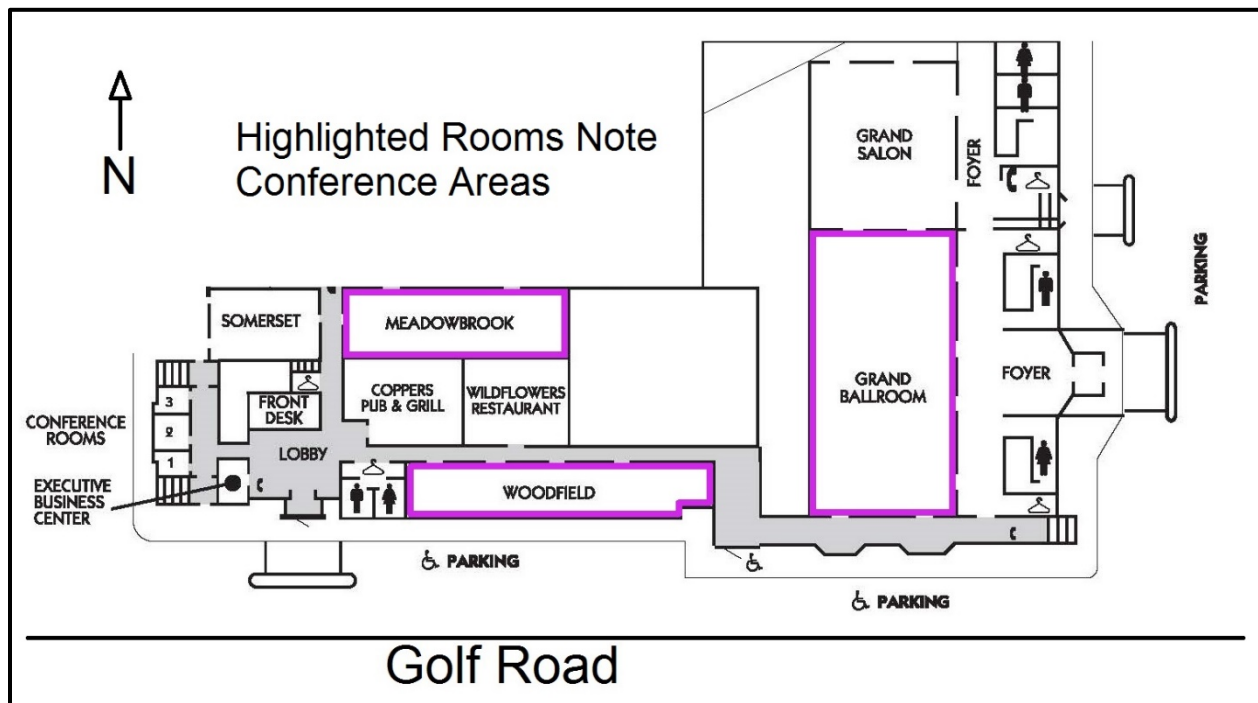 N
Highlighted Rooms Note
Conference Areas
GRAND
SALON
FOYER
PARKING
SOMERSET
MEADOWBROOK
COPPERS
PUB & GRILL
WILDFLOWERS
RESTAURANT
GRAND
BALLROOM
FOYER
FRONT
DESK
3
2
1
CONFERENCE
ROOMS
LOBBY
EXECUTIVE
BUSINESS
CENTER
WOODFIELD
PARKING
PARKING
Golf Road